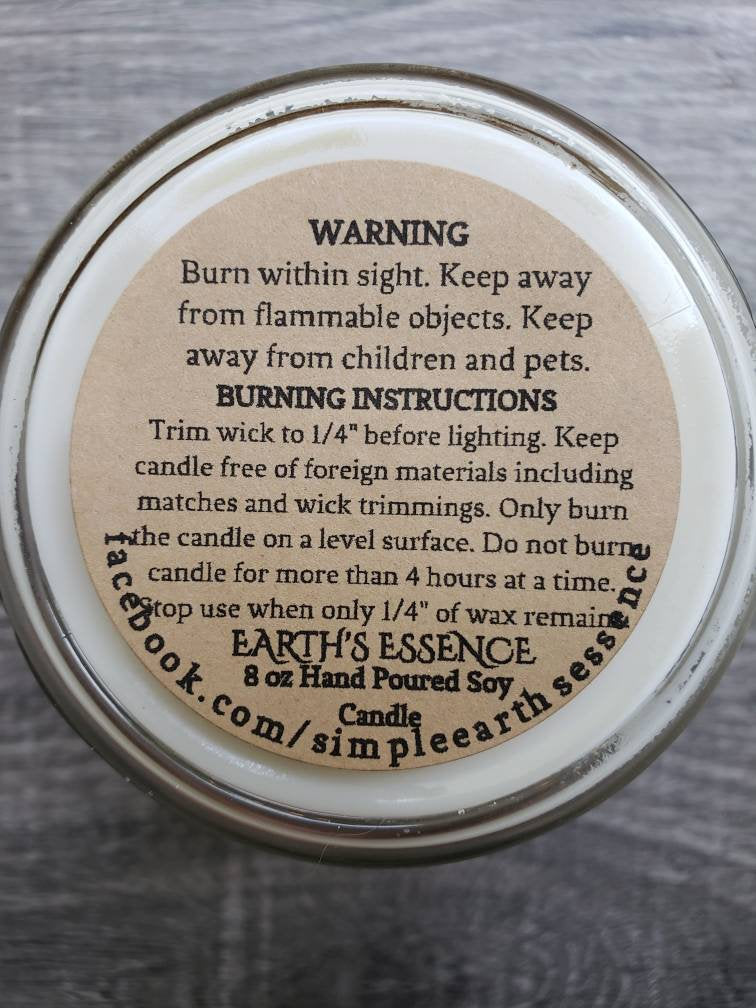 WARNING
Burn within sight. Keep away
from flammable objects. Keep
away from children and pets.
BURNING INSTRUCTIONS
Trim wick to 1/4" before lighting. Keep
candle free of foreign materials including
matches and wick trimmings. Only burn
the candle on a level surface. Do not burn
candle for more than 4 hours at a time.
Stop use when only 1/4" of wax remains
EARTH'S ESSENCE
8 oz Hand Poured Soy
Candle
facebook.com/simpleearthsessence